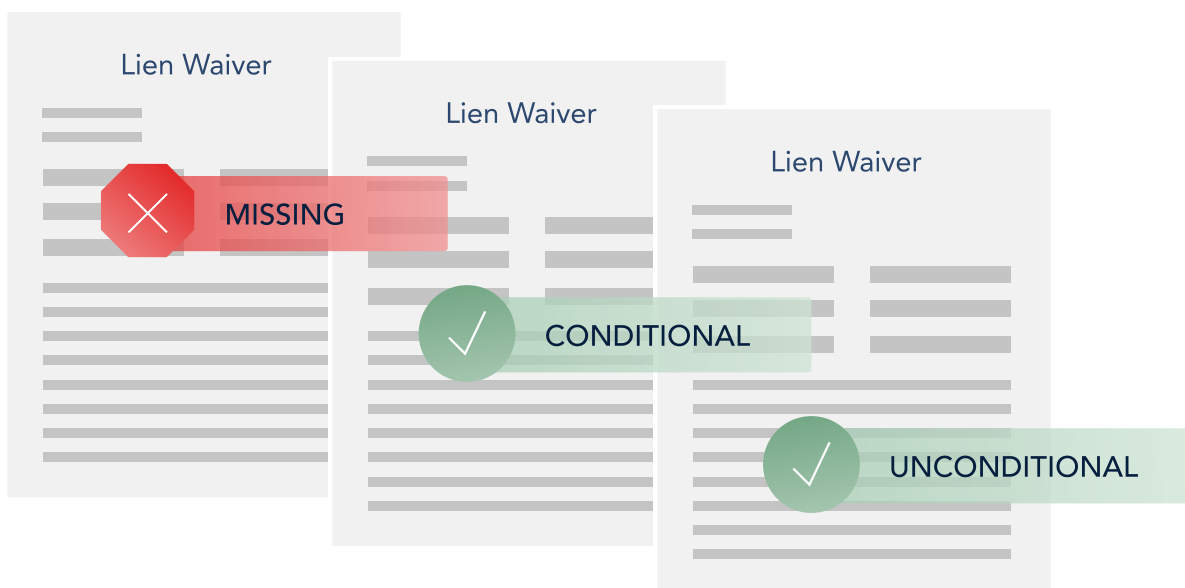 Lien Waiver
MISSING
Lien Waiver
CONDITIONAL
Lien Waiver
UNCONDITIONAL